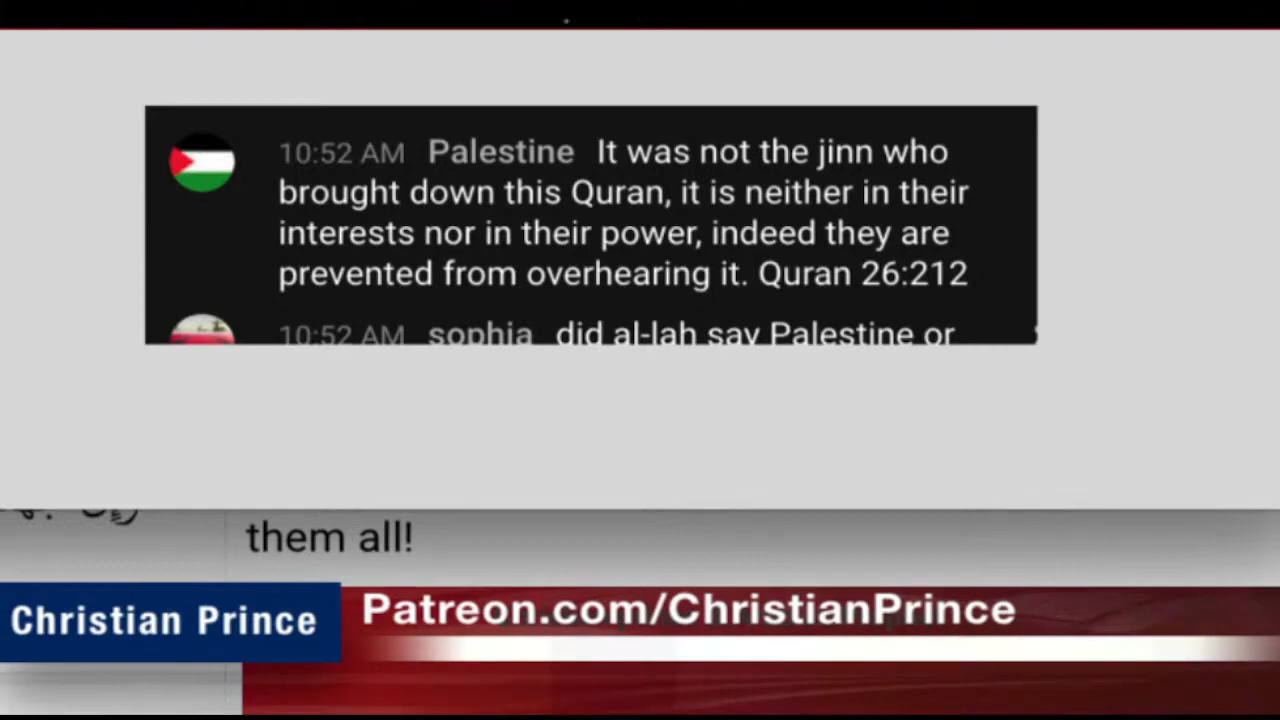 10:52 AM Palestine It was not the jinn who
brought down this Quran, it is neither in their
interests nor in their power, indeed they are
prevented from overhearing it. Quran 26:212
10:52 AM sophia did al-lah say Palestine or
them all!
Christian Prince
Patreon.com/ChristianPrince